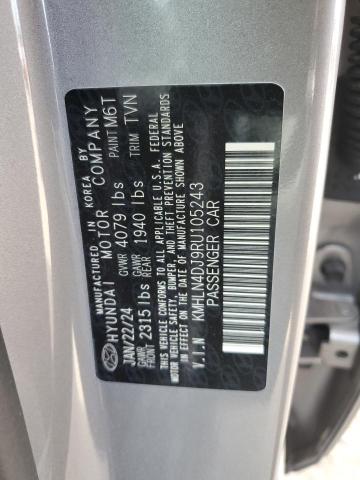 MANUFACTURED IN KOREA BY
HYUNDAI MOTOR COMPANY
JAN/22/24 GVWR 4079 lbs PAINT M6T
GAWR FRONT 2315 lbs GAWR REAR 1940 lbs TRIM TVN
THIS VEHICLE CONFORMS TO ALL APPLICABLE U.S.A. FEDERAL
MOTOR VEHICLE SAFETY, BUMPER, AND THEFT PREVENTION
STANDARDS IN EFFECT ON THE DATE OF MANUFACTURE SHOWN ABOVE.
V.I.N KMHLN4DJ9RU105243
PASSENGER CAR